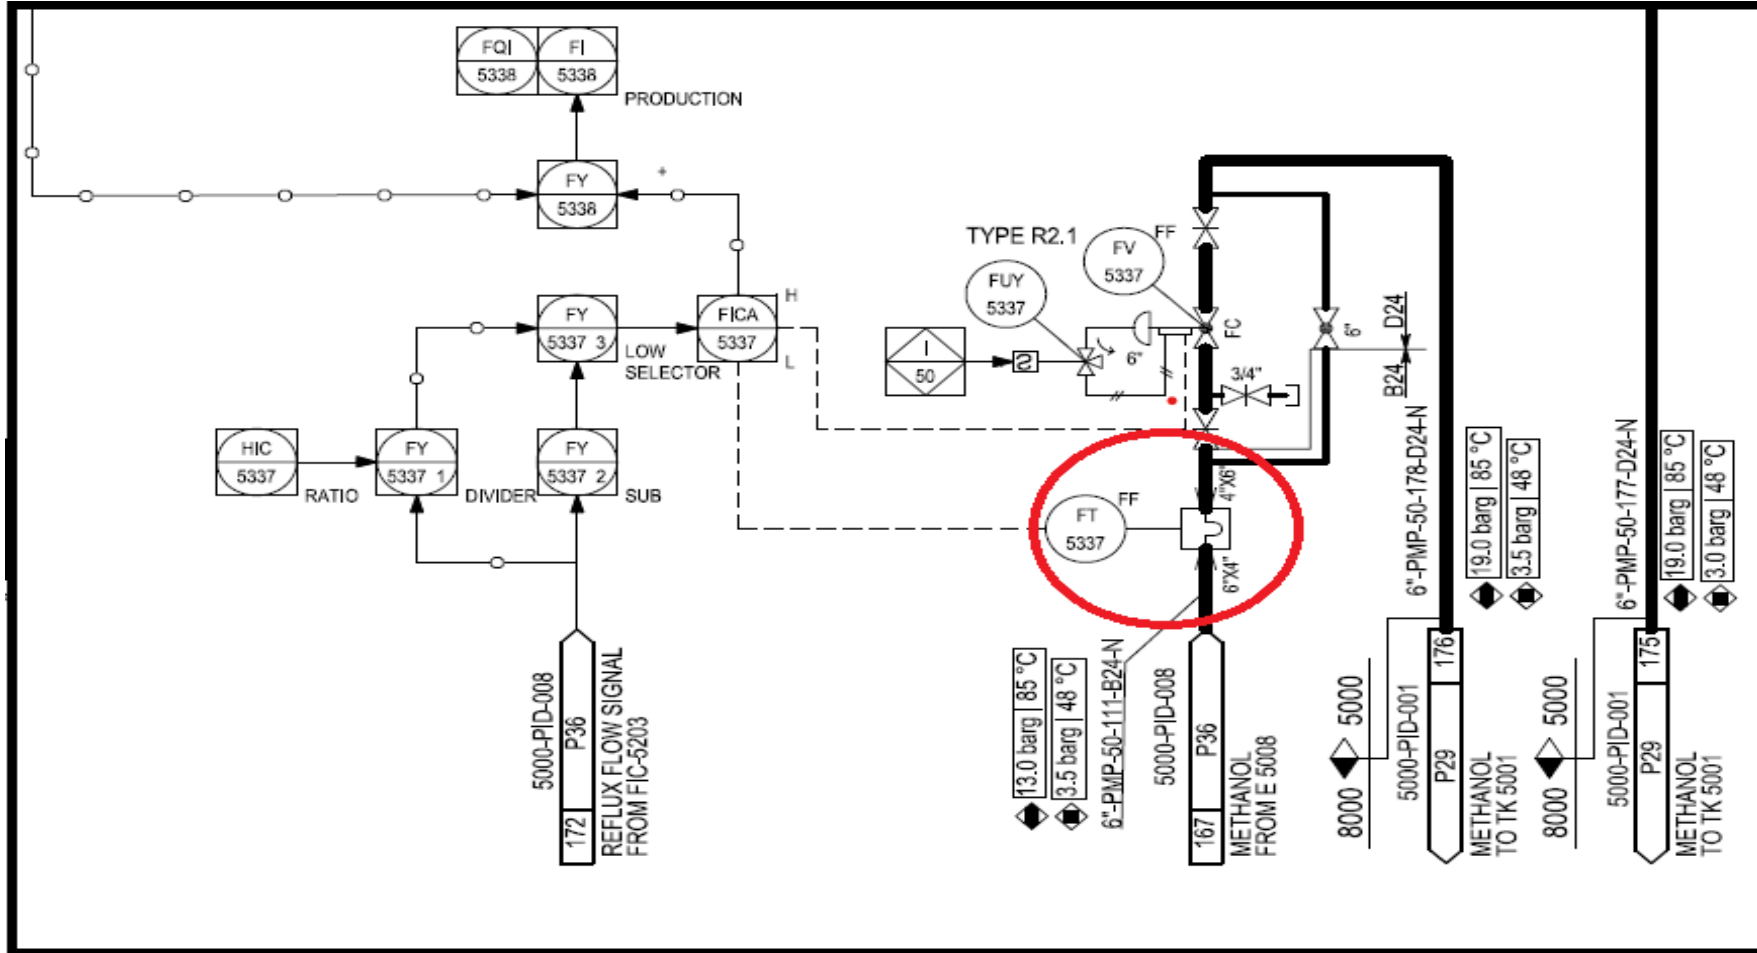 FQI
5338
FI
5338
PRODUCTION
FY
5338
+
TYPE R2.1
FV
5337
FF
FUY
5337
FY
5337 3
LOW
SELECTOR
FICA
5337
H
L
I
50
6"
FC
6"
D24
B24
3/4"
HIC
5337
RATIO
FY
5337 1
DIVIDER
FY
5337 2
SUB
FT
5337
FF
4"X6"
6"X4"
6"-PMP-50-178-D24-N
19.0 barg 85 °C
3.5 barg 48 °C
6"-PMP-50-177-D24-N
19.0 barg 85 °C
3.0 barg 48 °C
5000-PID-008
P36
172
REFLUX FLOW SIGNAL
FROM FIC-5203
13.0 barg 85 °C
3.5 barg 48 °C
6"-PMP-50-111-B24-N
5000-PID-008
P36
167
METHANOL
FROM E 5008
8000 5000
5000-PID-001
176
P29
METHANOL
TO TK 5001
8000 5000
5000-PID-001
175
P29
METHANOL
TO TK 5001